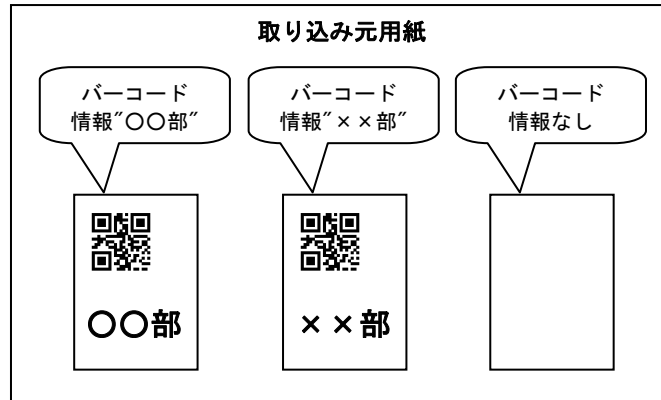 取り込み元用紙
バーコード
情報"〇〇部"
バーコード
情報"××部"
バーコード
情報なし
〇〇部
××部